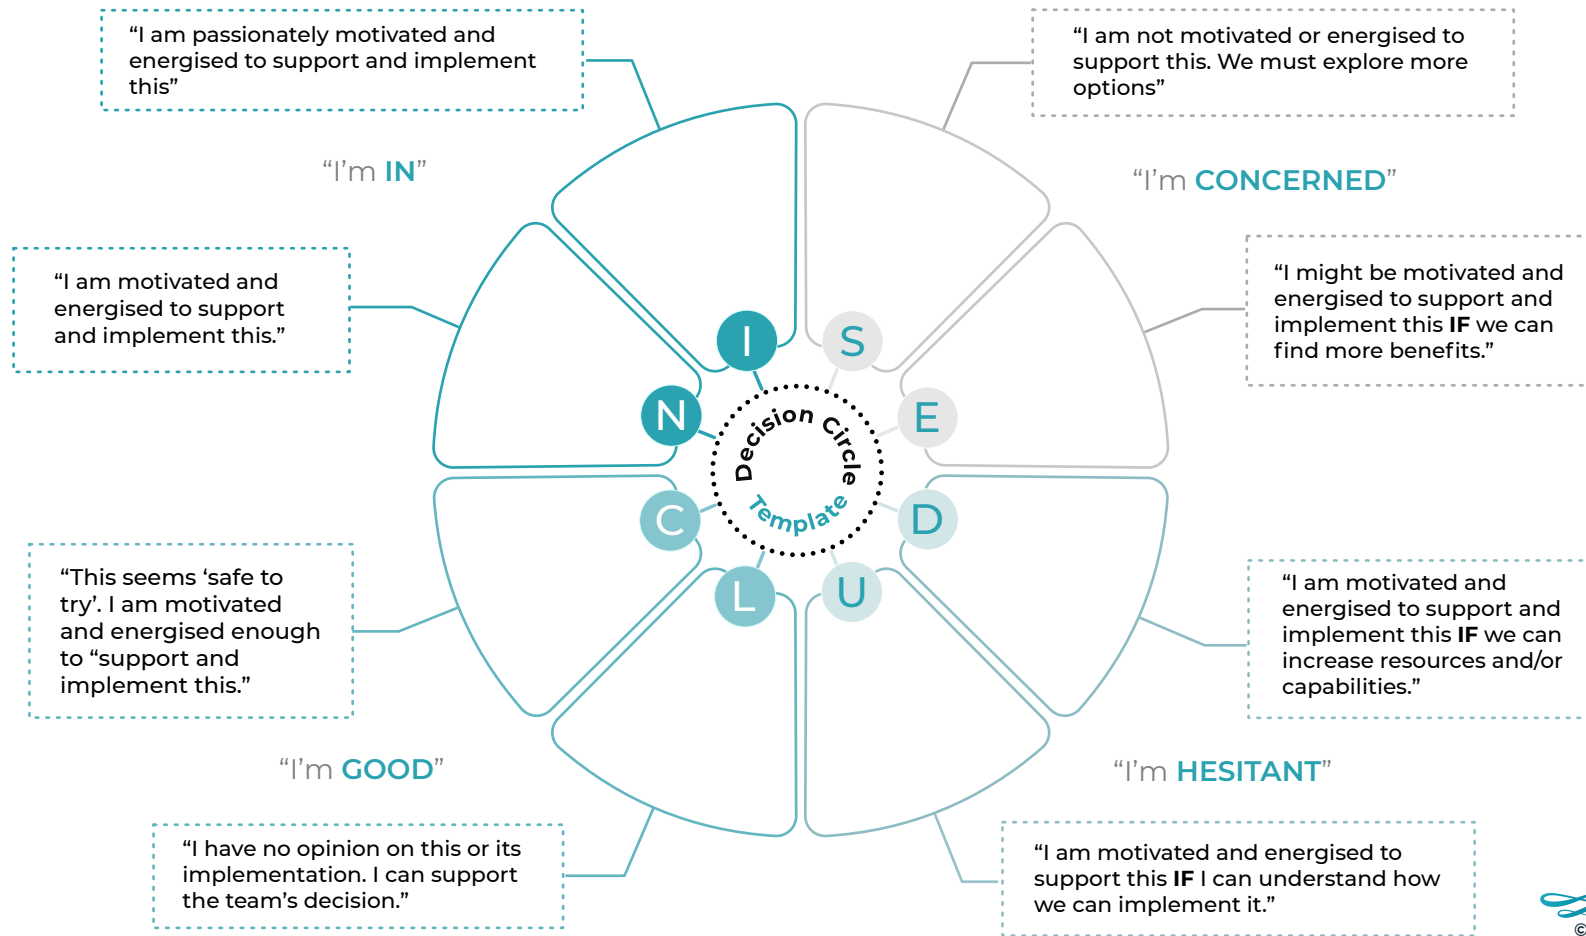 “I am passionately motivated and
energised to support and implement
this”
“I am not motivated or energised to
support this. We must explore more
options”
“I’m IN”
“I’m CONCERNED”
“I am motivated and
energised to support
and implement this.”
“I might be motivated and
energised to support and
implement this IF we can
find more benefits.”
I
S
N
E
Decision Circle
Template
C
D
L
U
“This seems ‘safe to
try’. I am motivated
and energised enough
to “support and
implement this.”
“I am motivated and
energised to support and
implement this IF we can
increase resources and/or
capabilities.”
“I’m GOOD”
“I’m HESITANT”
“I have no opinion on this or its
implementation. I can support
the team’s decision.”
“I am motivated and energised to
support this IF I can understand how
we can implement it.”
©